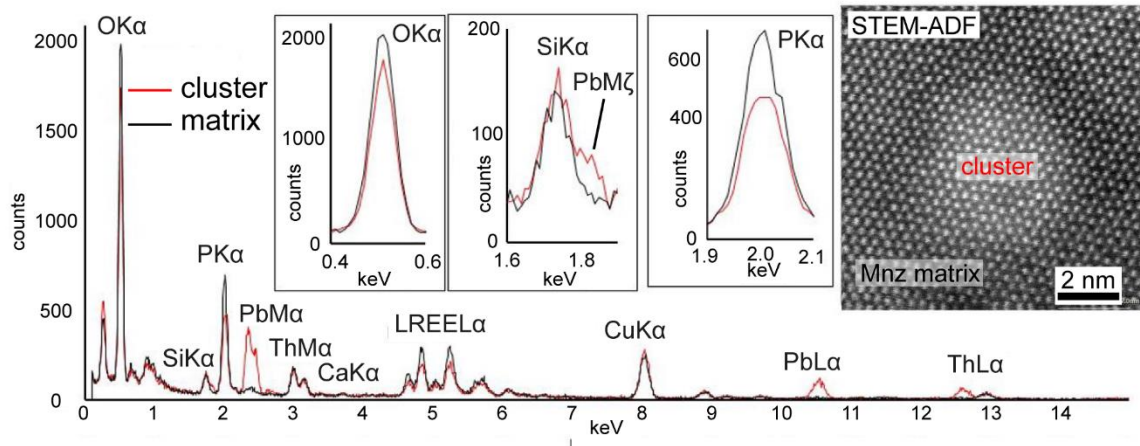 OKα
cluster
matrix
counts
2000
1500
1000
500
0
SiKα
PKα
PbMα
ThMα
CaKα
LREELα
CuKα
PbLα
ThLα
0 1 2 3 4 5 6 7 8 9 10 11 12 13 14
keV
OKα
counts
2000
1000
0
0.4 0.6
keV
SiKα
PbMζ
counts
200
100
0
1.6 1.8
keV
PKα
counts
600
400
0
1.9 2.0 2.1
keV
STEM-ADF
cluster
Mnz matrix
2 nm